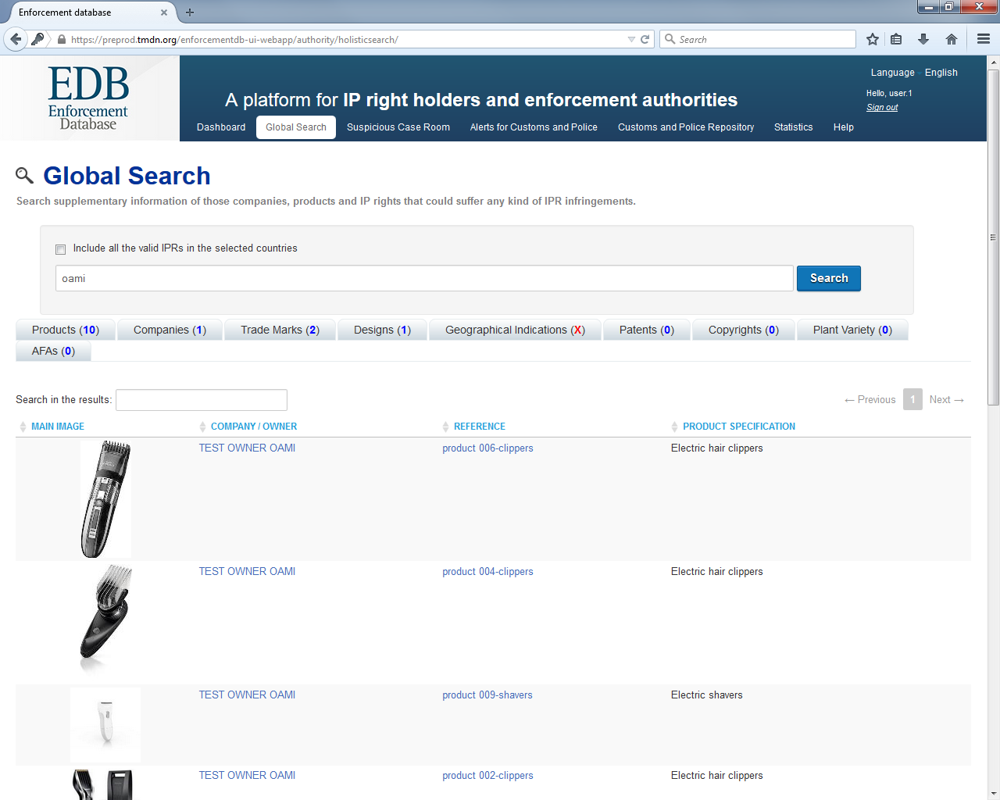 Enforcement database
https://preprod.tmdn.org/enforcementdb-ui-webapp/authority/holisticsearch/
Search
EDB
Enforcement
Database
A platform for IP right holders and enforcement authorities
Language English
Hello, user.1
Sign out
Dashboard Global Search Suspicious Case Room Alerts for Customs and Police Customs and Police Repository Statistics Help
Global Search
Search supplementary information of those companies, products and IP rights that could suffer any kind of IPR infringements.
Include all the valid IPRs in the selected countries
oami Search
Products (10) Companies (1) Trade Marks (2) Designs (1) Geographical Indications (X) Patents (0) Copyrights (0) Plant Variety (0)
AFAs (0)
Search in the results: ← Previous 1 Next →
MAIN IMAGE COMPANY / OWNER REFERENCE PRODUCT SPECIFICATION
TEST OWNER OAMI product 006-clippers Electric hair clippers
TEST OWNER OAMI product 004-clippers Electric hair clippers
TEST OWNER OAMI product 009-shavers Electric shavers
TEST OWNER OAMI product 002-clippers Electric hair clippers